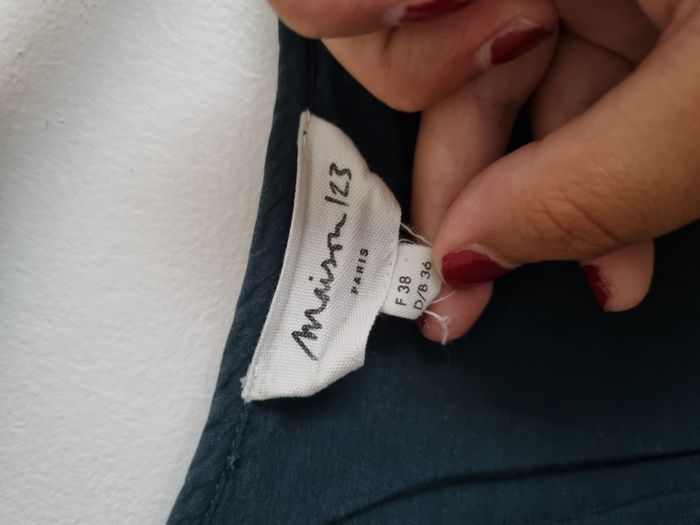 maison 123
PARIS
F 38
D/B 36